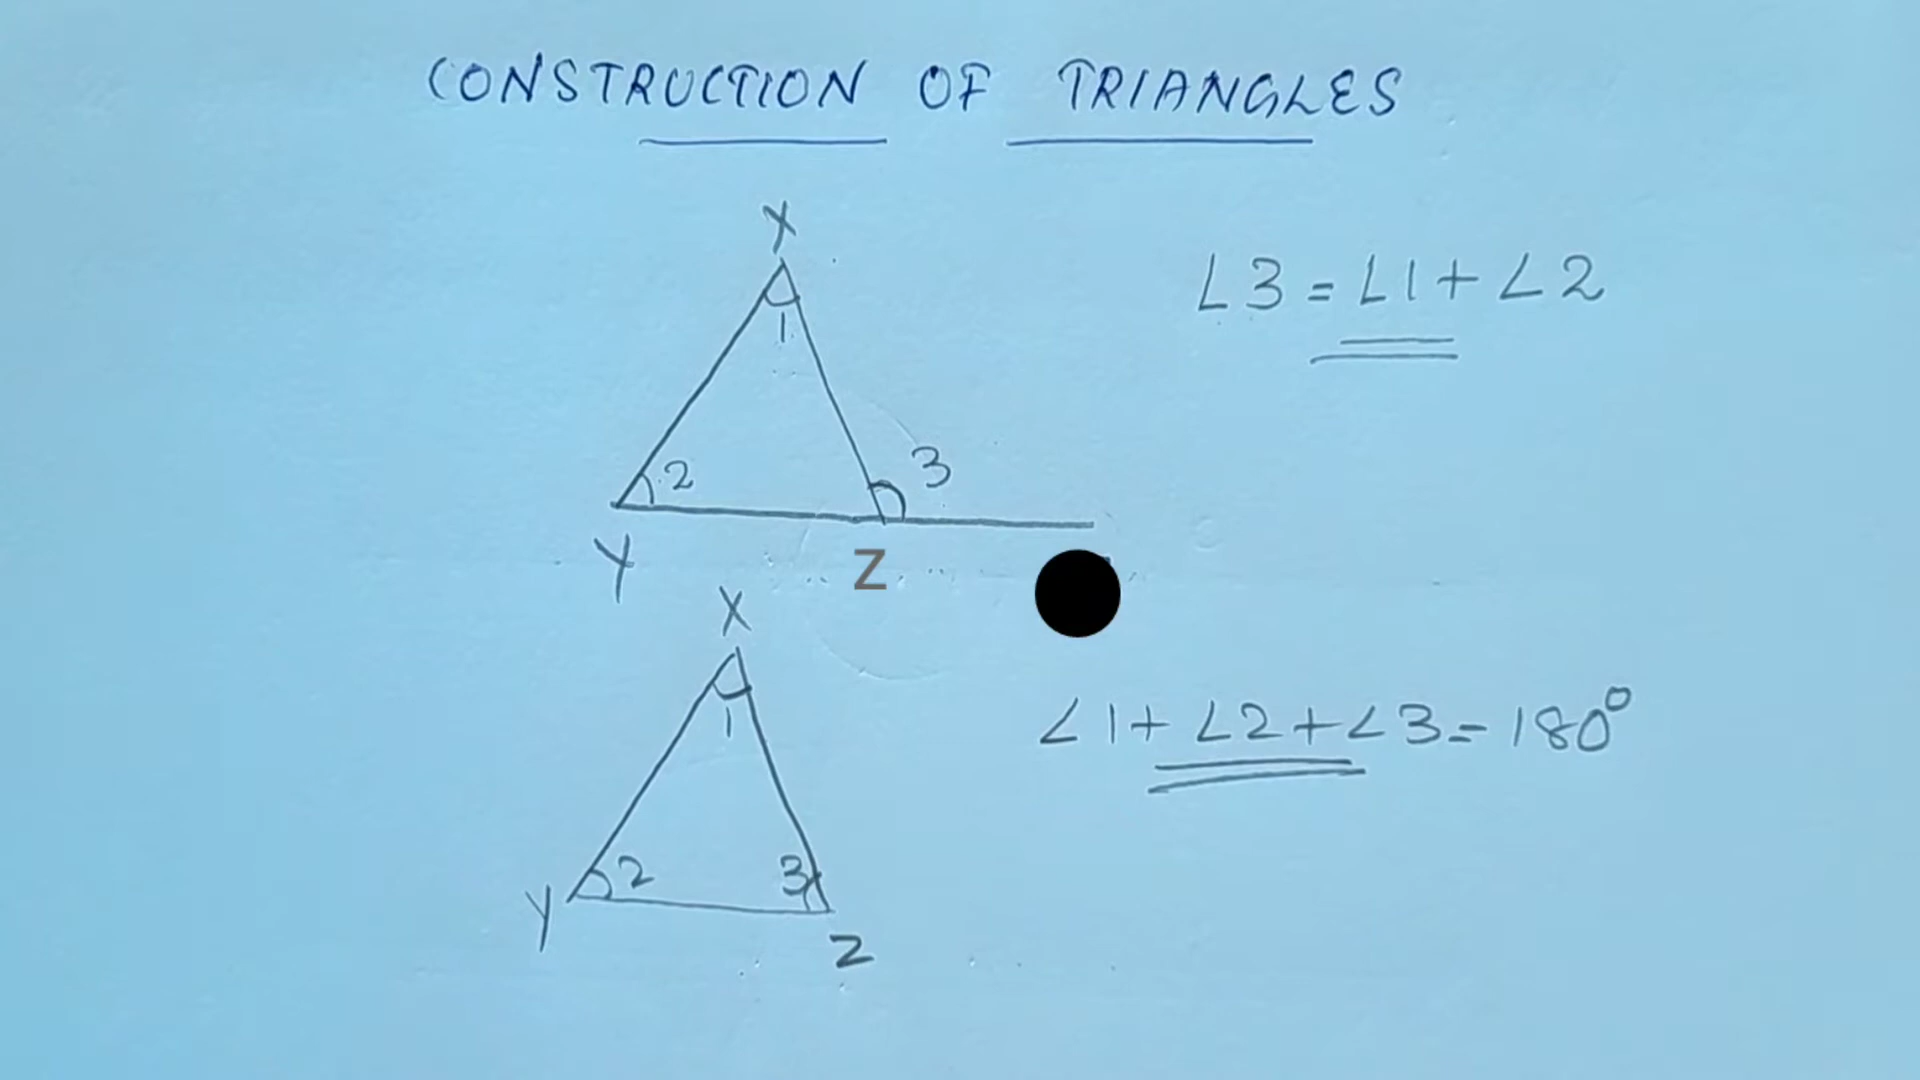 CONSTRUCTION OF TRIANGLES
X
∠3 = ∠1 + ∠2
1
2
3
Y
Z
X
1
∠1 + ∠2 + ∠3 = 180°
2
3
Y
Z